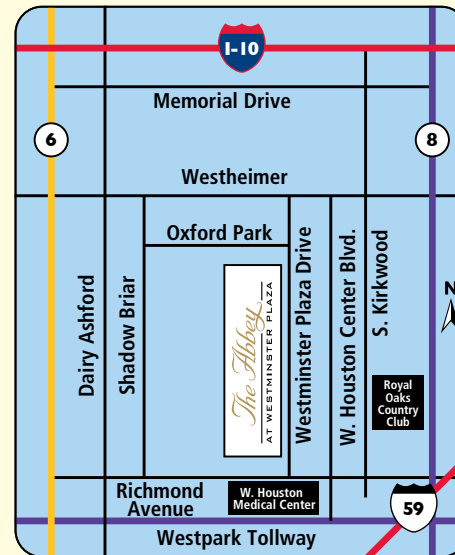 I-10
Memorial Drive
6
8
Westheimer
Oxford Park
Dairy Ashford
Shadow Briar
The Abbey
AT WESTMINSTER PLAZA
Westminster Plaza Drive
W. Houston Center Blvd.
S. Kirkwood
N
Royal
Oaks
Country
Club
Richmond
Avenue
W. Houston
Medical Center
59
Westpark Tollway